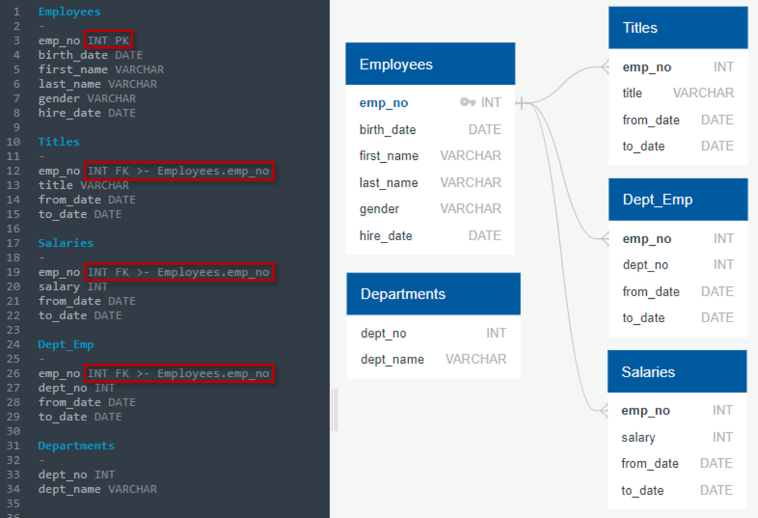 1 Employees
2 -
3 emp_no INT PK
4 birth_date DATE
5 first_name VARCHAR
6 last_name VARCHAR
7 gender VARCHAR
8 hire_date DATE
9
10 Titles
11 -
12 emp_no INT FK >- Employees.emp_no
13 title VARCHAR
14 from_date DATE
15 to_date DATE
16
17 Salaries
18 -
19 emp_no INT FK >- Employees.emp_no
20 salary INT
21 from_date DATE
22 to_date DATE
23
24 Dept_Emp
25 -
26 emp_no INT FK >- Employees.emp_no
27 dept_no INT
28 from_date DATE
29 to_date DATE
30
31 Departments
32 -
33 dept_no INT
34 dept_name VARCHAR
35
36
Employees
emp_no INT
birth_date DATE
first_name VARCHAR
last_name VARCHAR
gender VARCHAR
hire_date DATE
Departments
dept_no INT
dept_name VARCHAR
Titles
emp_no INT
title VARCHAR
from_date DATE
to_date DATE
Dept_Emp
emp_no INT
dept_no INT
from_date DATE
to_date DATE
Salaries
emp_no INT
salary INT
from_date DATE
to_date DATE